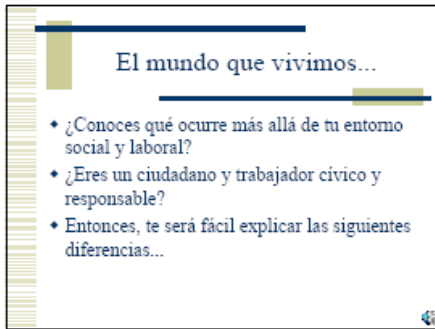 El mundo que vivimos...
¿Conoces qué ocurre más allá de tu entorno
social y laboral?
¿Eres un ciudadano y trabajador cívico y
responsable?
Entonces, te será fácil explicar las siguientes
diferencias...